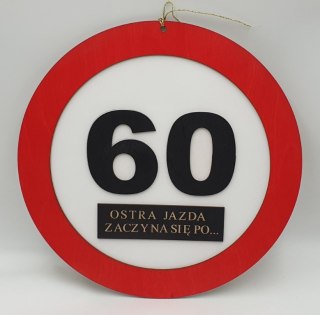 60
OSTRA JAZDA
ZACZYNA SIĘ PO...